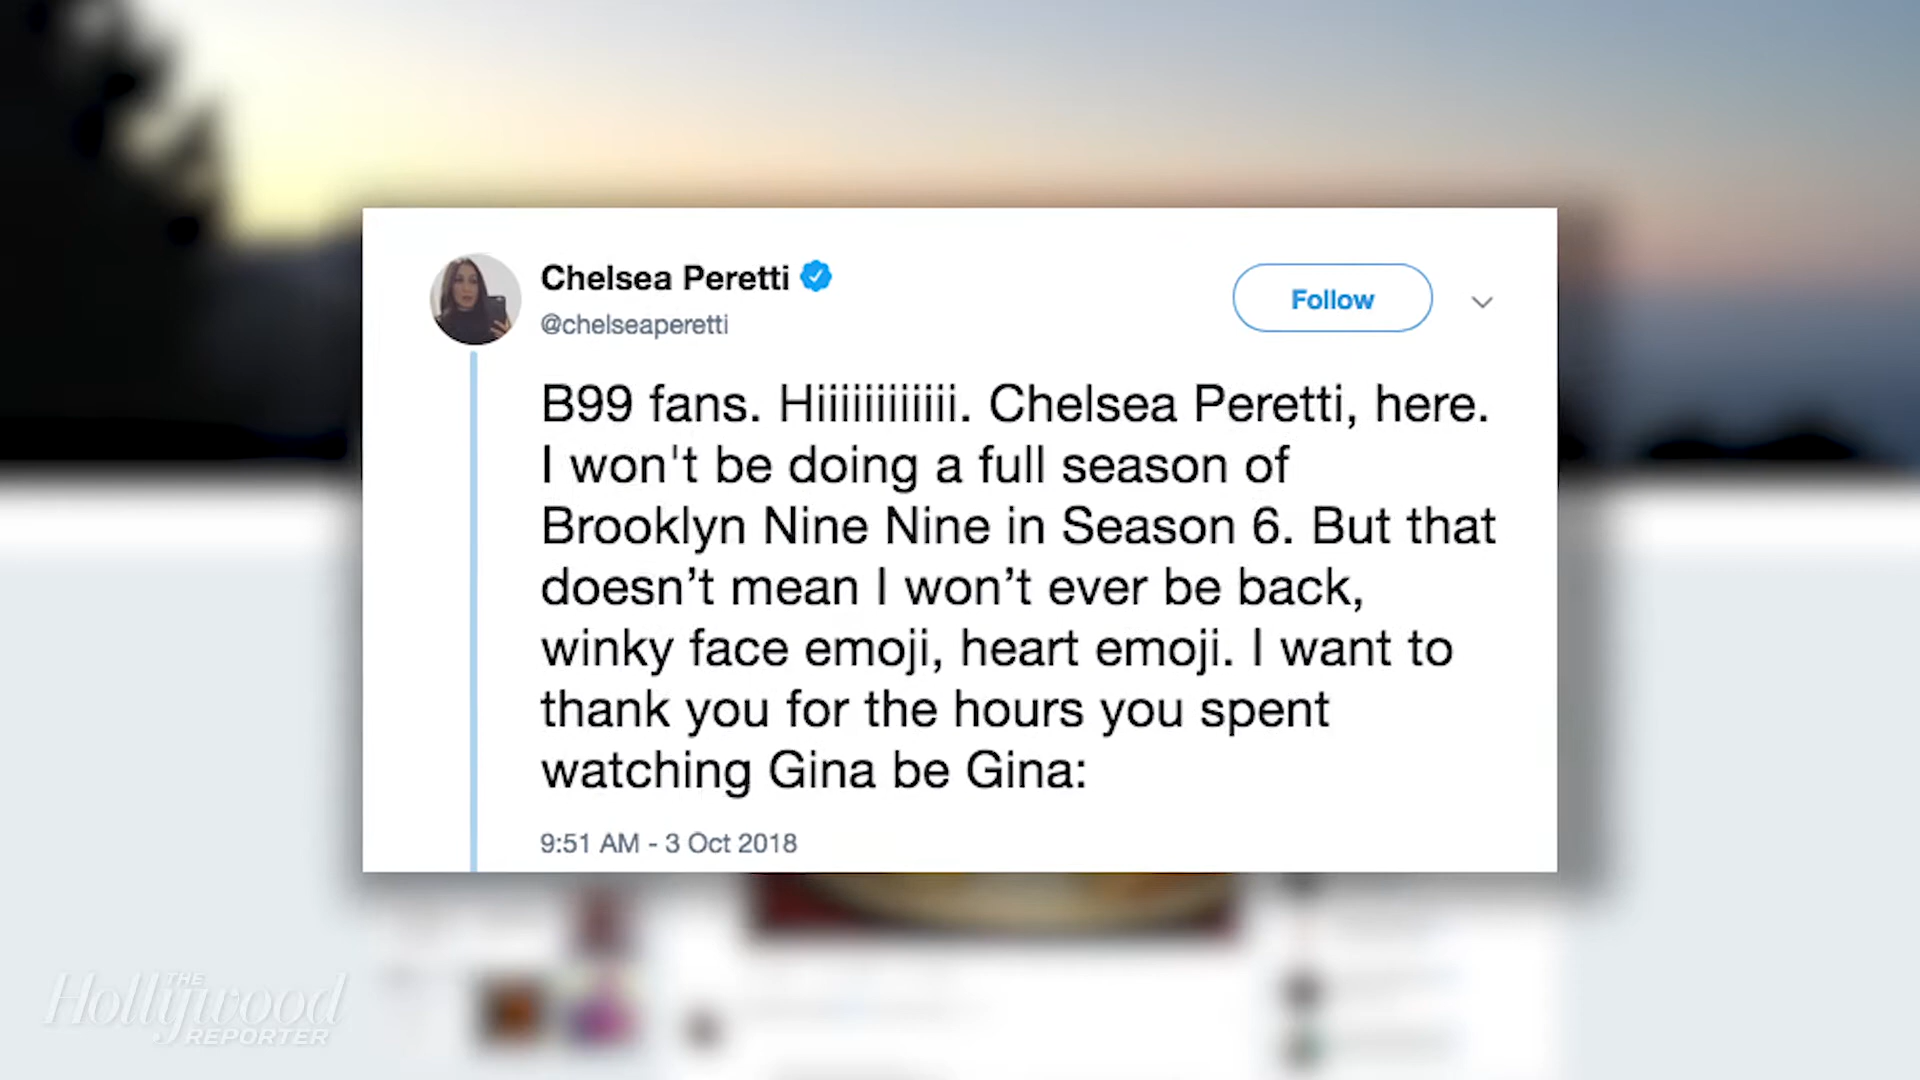 Chelsea Peretti
@chelseaperetti
Follow
B99 fans. Hiiiiiiiiiiiii. Chelsea Peretti, here.
I won't be doing a full season of
Brooklyn Nine Nine in Season 6. But that
doesn’t mean I won’t ever be back,
winky face emoji, heart emoji. I want to
thank you for the hours you spent
watching Gina be Gina:
9:51 AM - 3 Oct 2018
THE
Hollywood
REPORTER